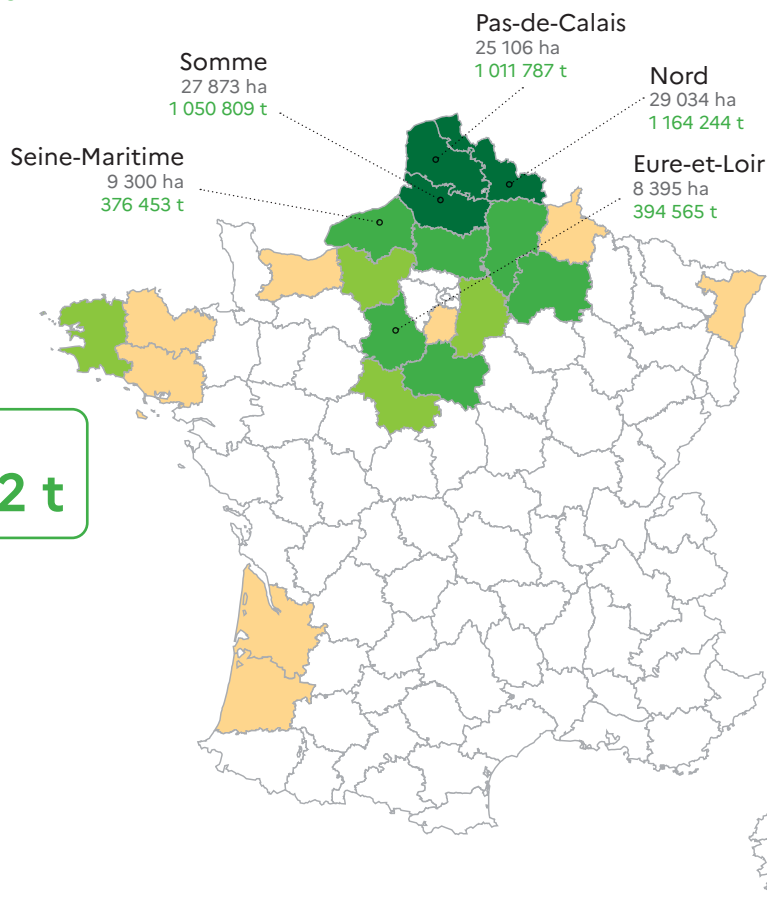 Pas-de-Calais
25 106 ha
1 011 787 t
Somme
27 873 ha
1 050 809 t
Nord
29 034 ha
1 164 244 t
Seine-Maritime
9 300 ha
376 453 t
Eure-et-Loir
8 395 ha
394 565 t
2 t